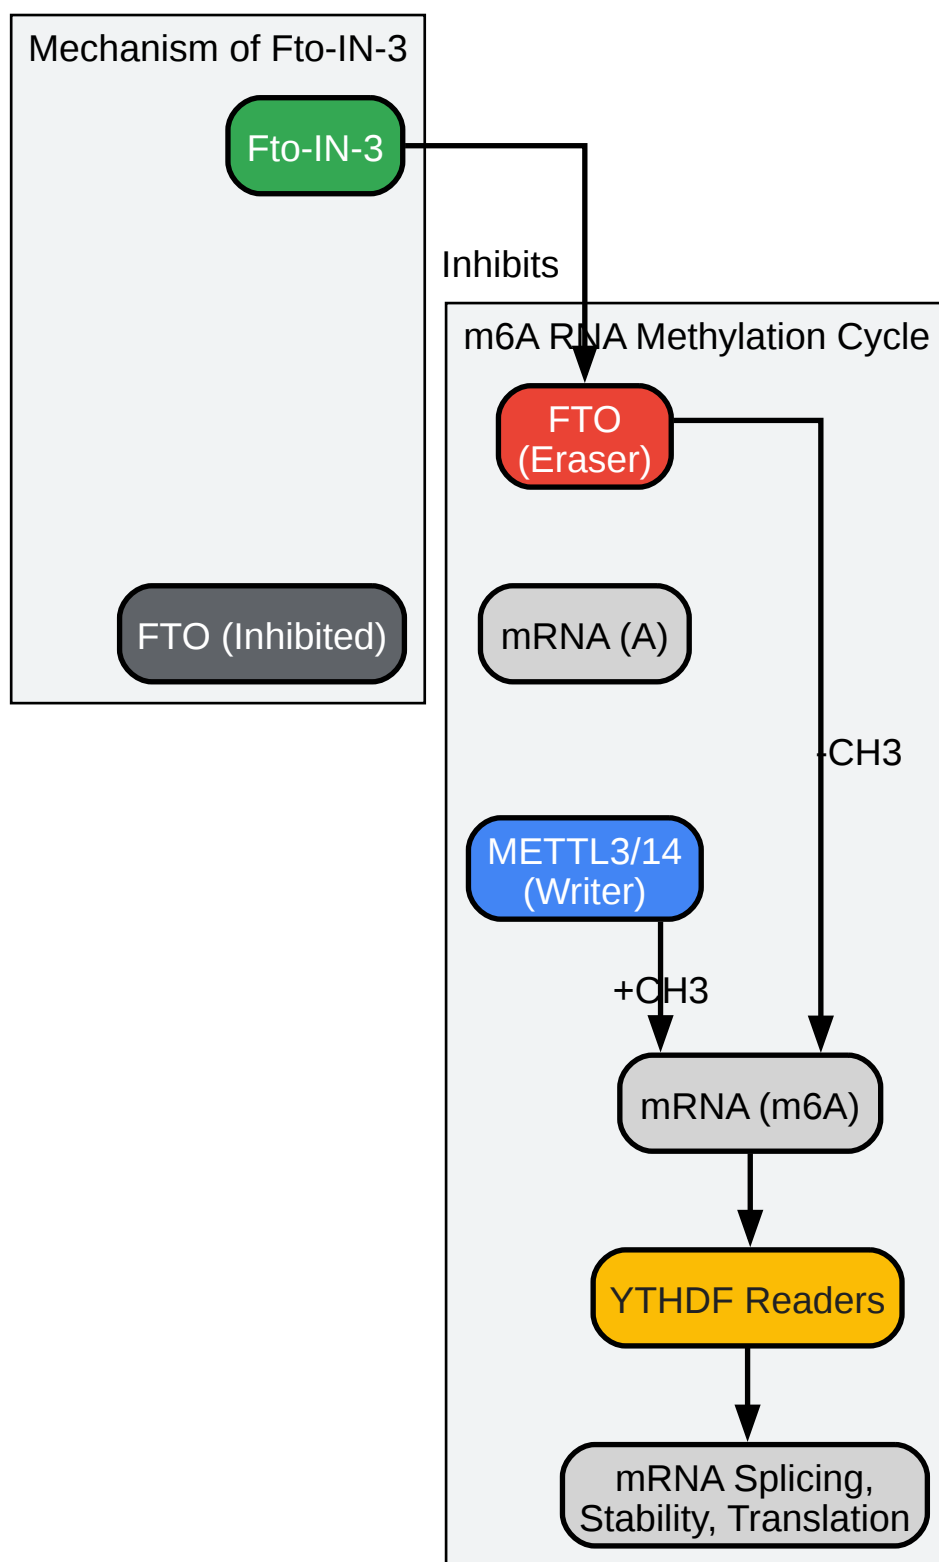 Mechanism of Fto-IN-3
Fto-IN-3
Inhibits
m6A RNA Methylation Cycle
FTO
(Eraser)
FTO (Inhibited)
mRNA (A)
-CH3
METTL3/14
(Writer)
+CH3
mRNA (m6A)
YTHDF Readers
mRNA Splicing,
Stability, Translation